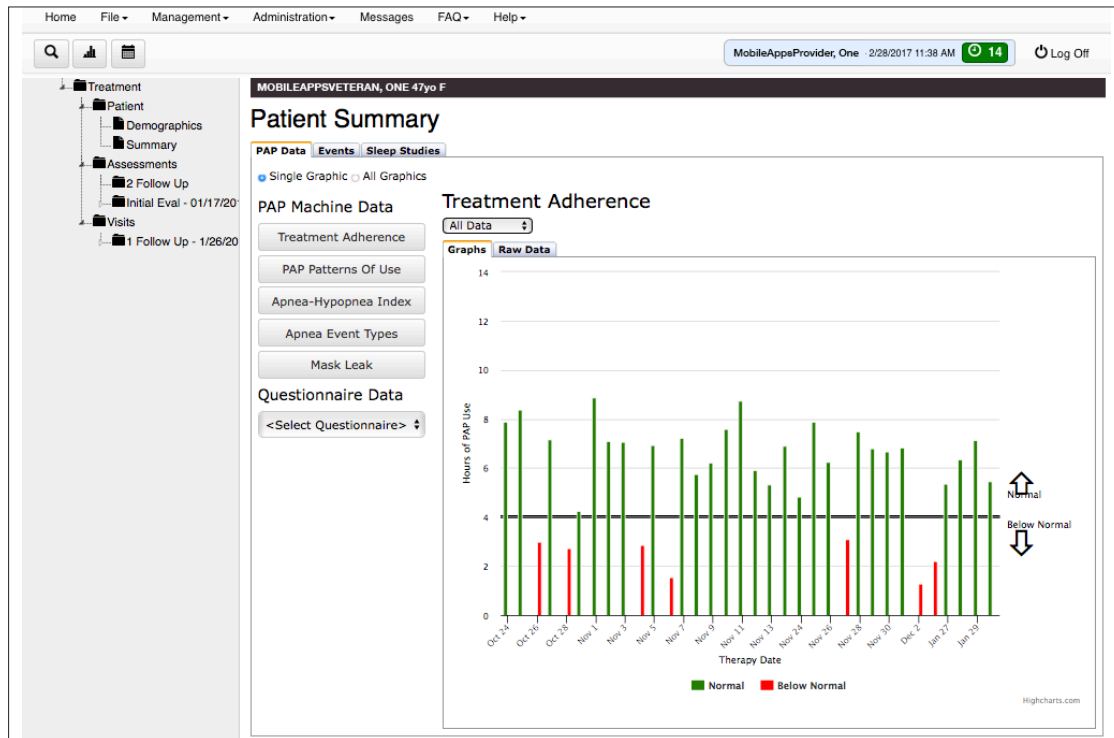 Home File Management Administration Messages FAQ Help
MobileAppsProvider, One · 2/28/2017 11:38 AM 14 Log Off
Treatment
Patient
Demographics
Summary
Assessments
2 Follow Up
Initial Eval - 01/17/20
Visits
1 Follow Up - 1/26/20
MOBILEAPPSVETERAN, ONE 47yo F
Patient Summary
PAP Data Events Sleep Studies
Single Graphic All Graphics
PAP Machine Data
Treatment Adherence
PAP Patterns Of Use
Apnea-Hypopnea Index
Apnea Event Types
Mask Leak
Questionnaire Data
<Select Questionnaire>
Treatment Adherence
All Data
Graphs Raw Data
Hours of PAP Use
14
12
10
8
6
4
2
0
Normal
Below Normal
Oct 24 Oct 26 Oct 28 Nov 1 Nov 3 Nov 5 Nov 7 Nov 9 Nov 11 Nov 13 Nov 24 Nov 26 Nov 28 Nov 30 Dec 2 Jan 27 Jan 29
Therapy Date
Normal Below Normal
Highcharts.com